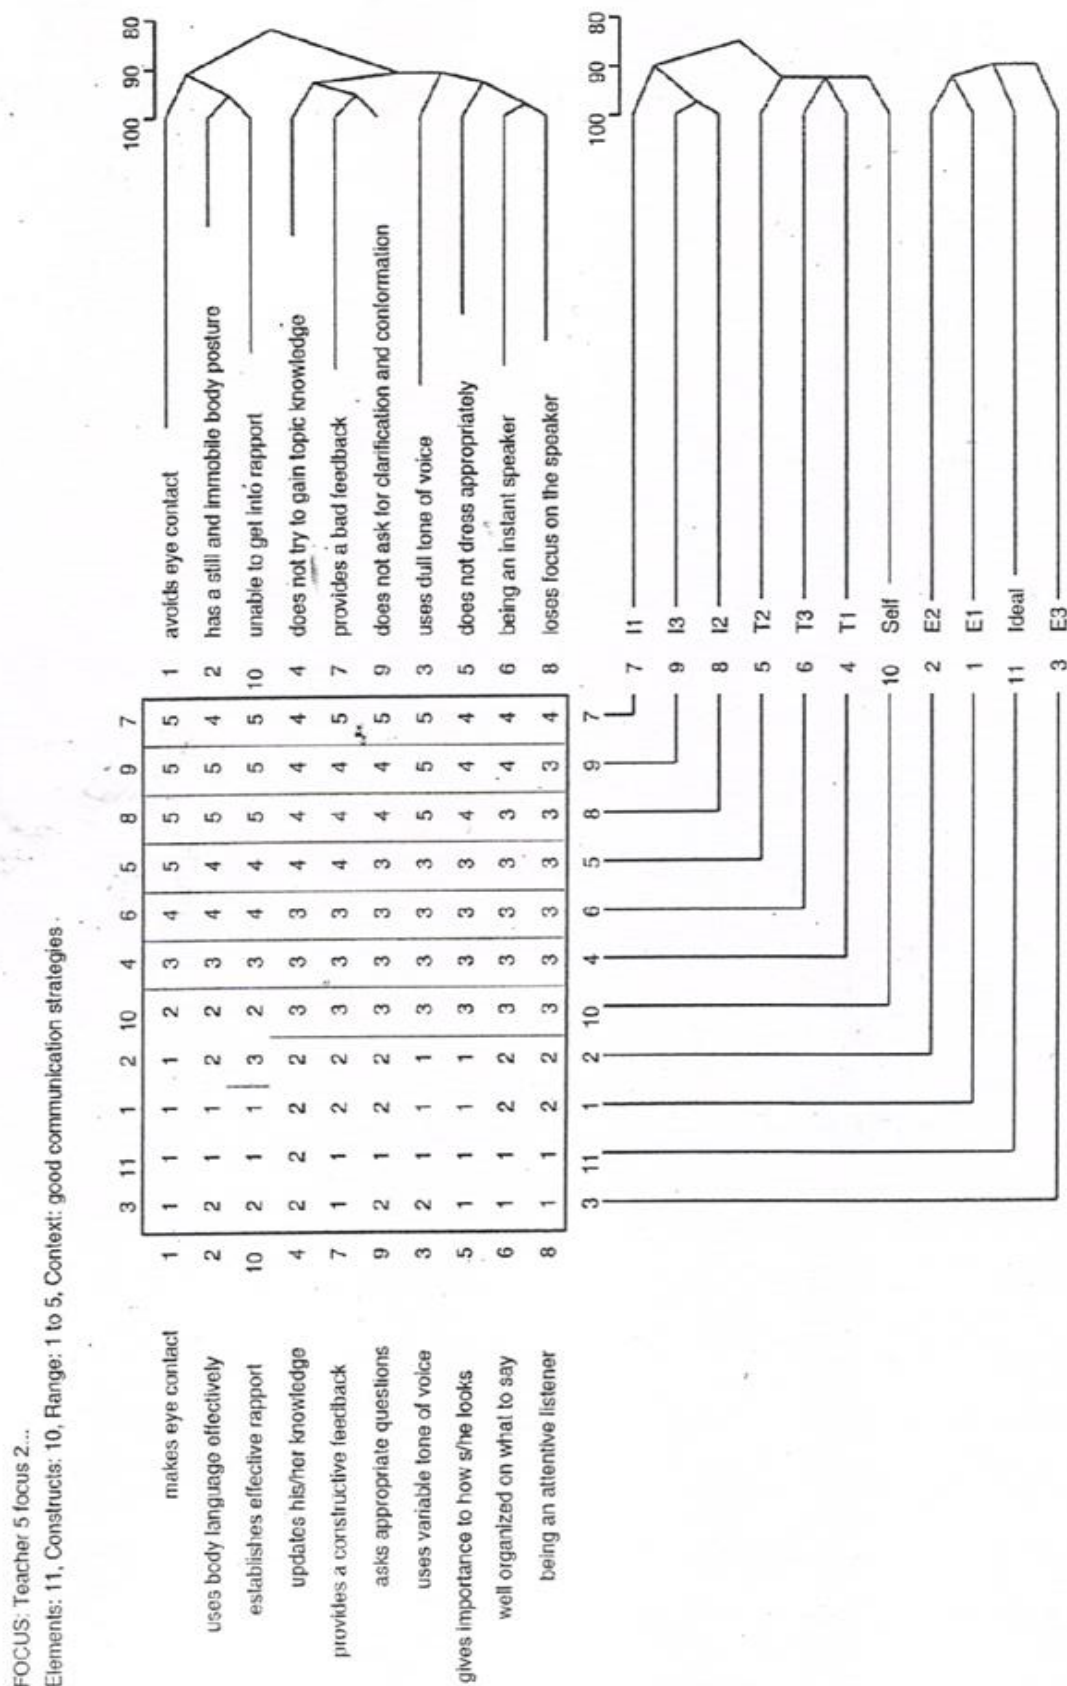 FOCUS: Teacher 5 focus 2...
Elements: 11, Constructs: 10, Range: 1 to 5, Context: good communication strategies
100 90 80
3 11 1 2 10 4 6 5 8 9 7
makes eye contact 1 1 1 1 1 2 3 4 5 5 5 5 1 avoids eye contact
uses body language effectively 2 2 1 1 2 2 3 4 4 5 5 4 2 has a still and immobile body posture
establishes effective rapport 10 2 1 1 3 2 3 4 4 5 5 5 10 unable to get into rapport
updates his/her knowledge 4 2 2 2 2 3 3 3 4 4 4 4 4 does not try to gain topic knowledge
provides a constructive feedback 7 1 1 2 2 3 3 3 4 4 4 5 7 provides a bad feedback
asks appropriate questions 9 2 1 2 2 3 3 3 3 4 4 5 9 does not ask for clarification and conformation
uses variable tone of voice 3 2 1 1 1 3 3 3 3 5 5 5 3 uses dull tone of voice
gives importance to how s/he looks 5 1 1 1 1 3 3 3 3 4 4 4 5 does not dress appropriately
well organized on what to say 6 1 1 2 2 3 3 3 3 3 4 4 6 being an instant speaker
being an attentive listener 8 1 1 2 2 3 3 3 3 3 3 4 8 loses focus on the speaker
3 11 1 2 10 4 6 5 8 9 7
100 90 80
7 I1
9 I3
8 I2
5 T2
6 T3
4 T1
10 Self
2 E2
1 E1
11 Ideal
3 E3